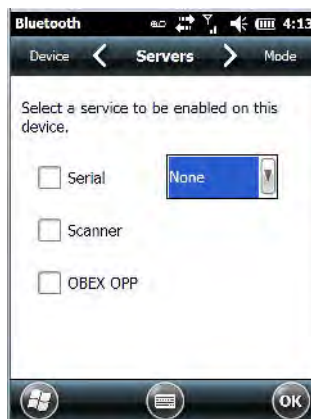 Bluetooth 4:13
Device Servers Mode
Select a service to be enabled on this
device.
Serial None
Scanner
OBEX OPP
OK